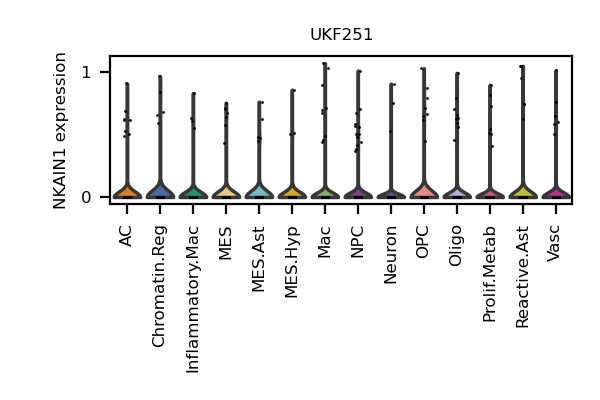 UKF251
NKAIN1 expression
1
0
AC
Chromatin.Reg
Inflammatory.Mac
MES
MES.Ast
MES.Hyp
Mac
NPC
Neuron
OPC
Oligo
Prolif.Metab
Reactive.Ast
Vasc